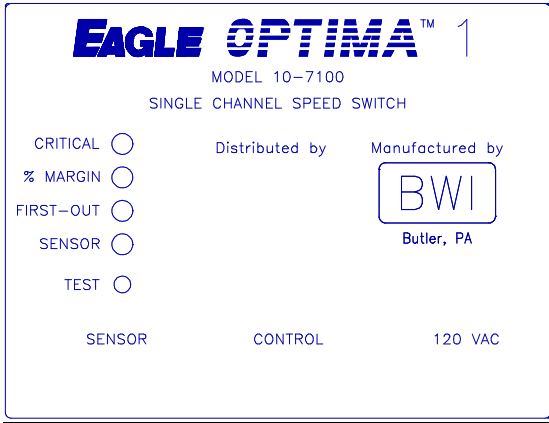 EAGLE OPTIMA™ 1
MODEL 10-7100
SINGLE CHANNEL SPEED SWITCH
CRITICAL
% MARGIN
FIRST-OUT
SENSOR
TEST
Distributed by
Manufactured by
BWI
Butler, PA
SENSOR CONTROL 120 VAC